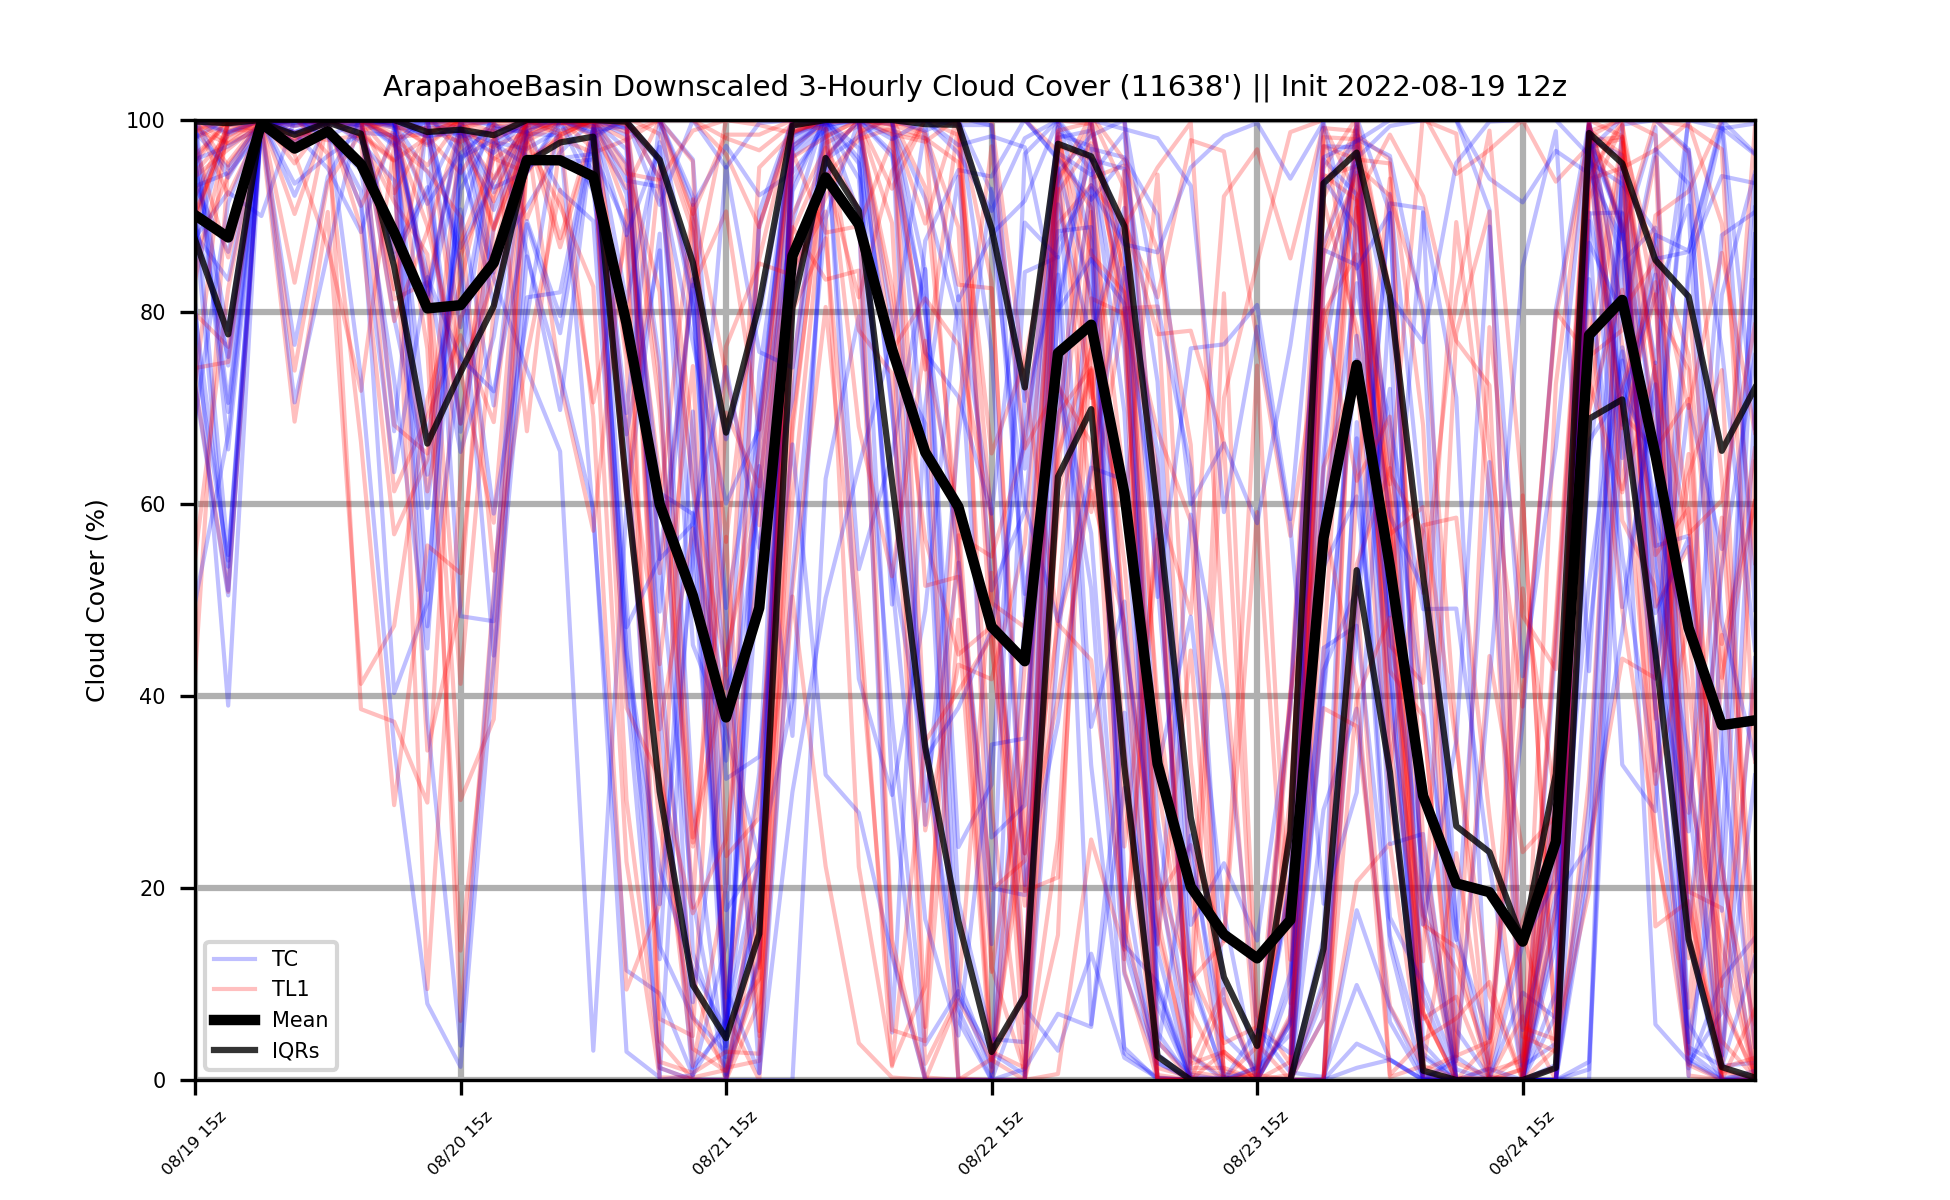 ArapahoeBasin Downscaled 3-Hourly Cloud Cover (11638') || Init 2022-08-19 12z
Cloud Cover (%)
100
80
60
40
20
0
TC
TL1
Mean
IQRs
08/19 15z
08/20 15z
08/21 15z
08/22 15z
08/23 15z
08/24 15z